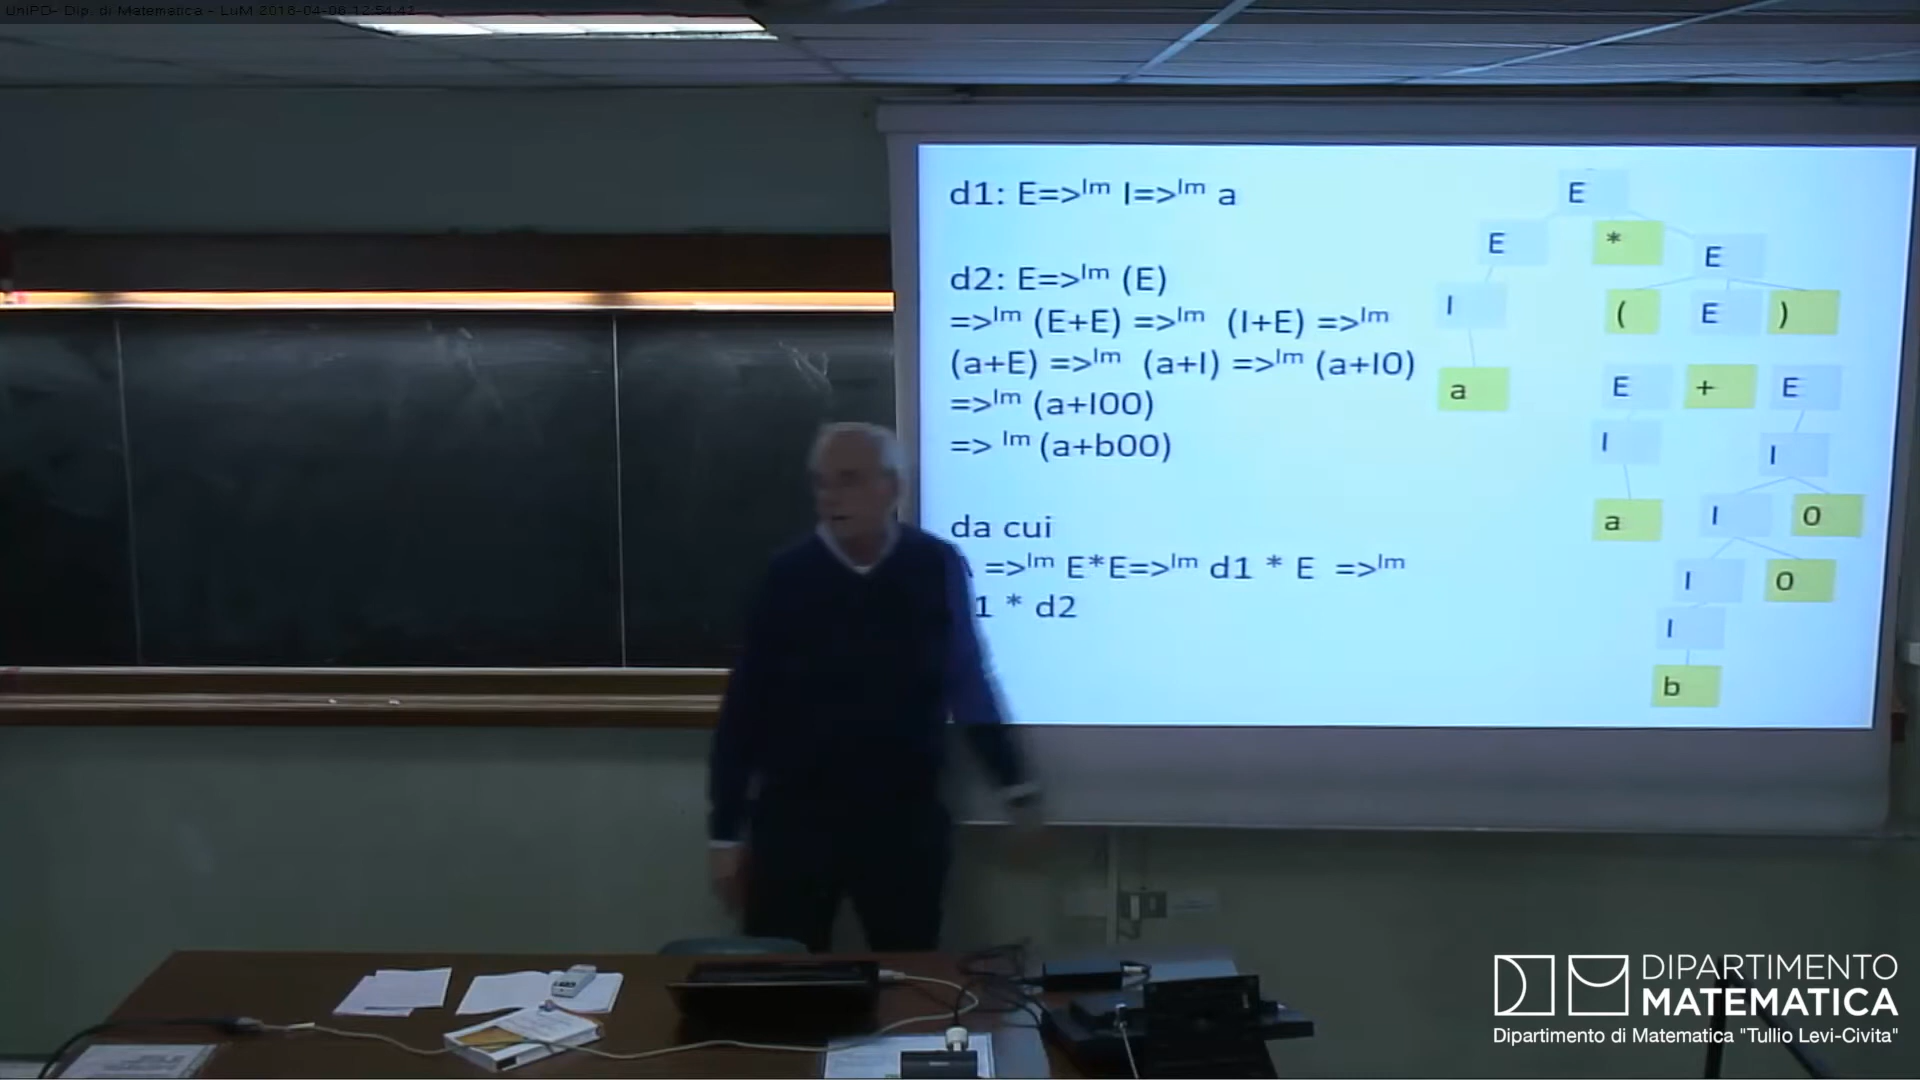 UniPD- Dip. di Matematica - LuM 2018-04-06 12:54:42
d1: E=>lm I=>lm a
d2: E=>lm (E)
=>lm (E+E) =>lm (I+E) =>lm
(a+E) =>lm (a+I) =>lm (a+I0)
=>lm (a+I00)
=> lm (a+b00)
da cui
=>lm E*E=>lm d1 * E =>lm
1 * d2
E
E * E
I ( E )
a E + E
I I
a I 0
I 0
I
b
DIPARTIMENTO
MATEMATICA
Dipartimento di Matematica "Tullio Levi-Civita"